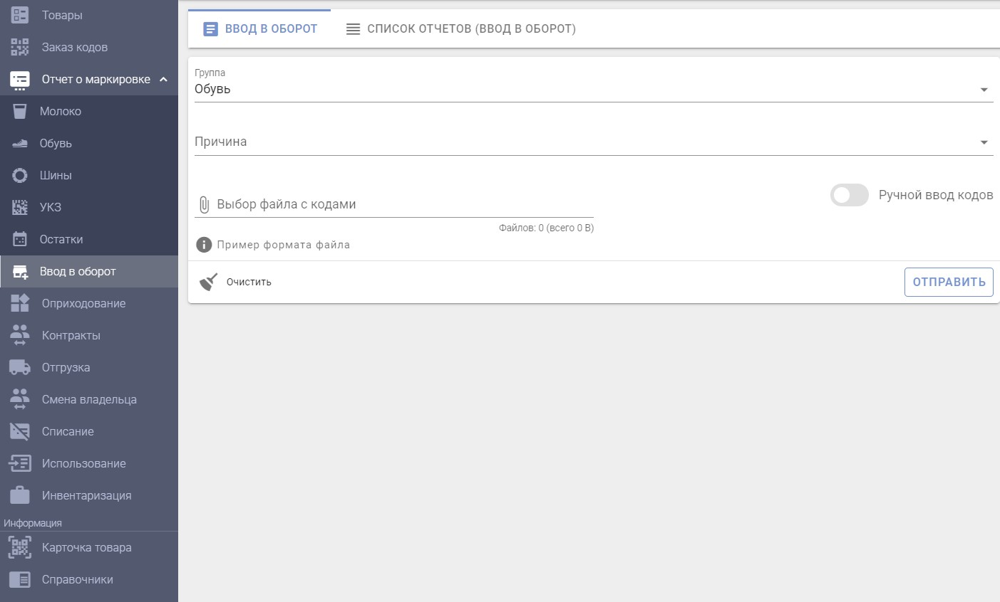 Товары
Заказ кодов
Отчет о маркировке
Молоко
Обувь
Шины
УКЗ
Остатки
Ввод в оборот
Оприходование
Контракты
Отгрузка
Смена владельца
Списание
Использование
Инвентаризация
Информация
Карточка товара
Справочники
ВВОД В ОБОРОТ
СПИСОК ОТЧЕТОВ (ВВОД В ОБОРОТ)
Группа
Обувь
Причина
Выбор файла с кодами
Ручной ввод кодов
Файлов: 0 (всего 0 B)
Пример формата файла
Очистить
ОТПРАВИТЬ